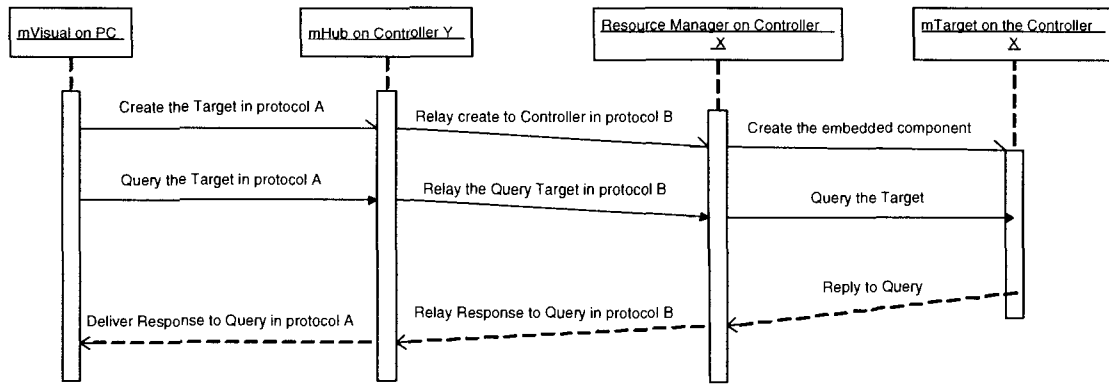 mVisual on PC
mHub on Controller Y
Resource Manager on Controller
X
mTarget on the Controller
X
Create the Target in protocol A
Relay create to Controller in protocol B
Create the embedded component
Query the Target in protocol A
Relay the Query Target in protocol B
Query the Target
Reply to Query
Deliver Response to Query in protocol A
Relay Response to Query in protocol B